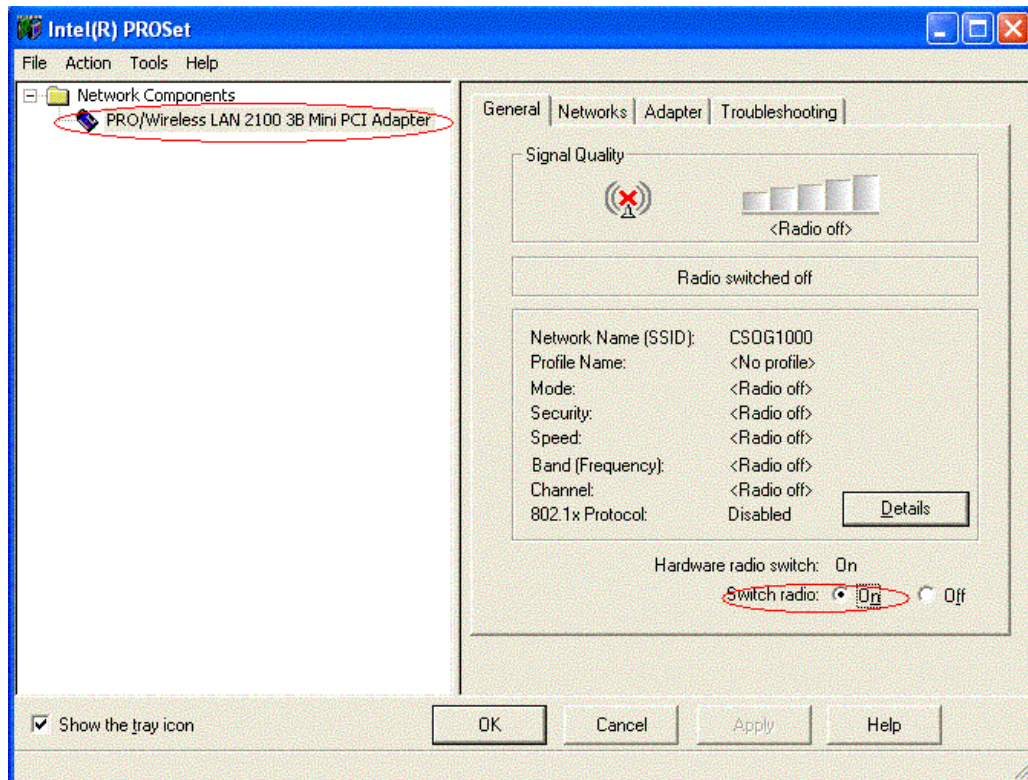 Intel(R) PROSet
File Action Tools Help
Network Components
PRO/Wireless LAN 2100 3B Mini PCI Adapter
General Networks Adapter Troubleshooting
Signal Quality
<Radio off>
Radio switched off
Network Name (SSID): CSOG1000
Profile Name: <No profile>
Mode: <Radio off>
Security: <Radio off>
Speed: <Radio off>
Band (Frequency): <Radio off>
Channel: <Radio off>
802.1x Protocol: Disabled
Details
Hardware radio switch: On
Switch radio: On Off
Show the tray icon
OK Cancel Apply Help